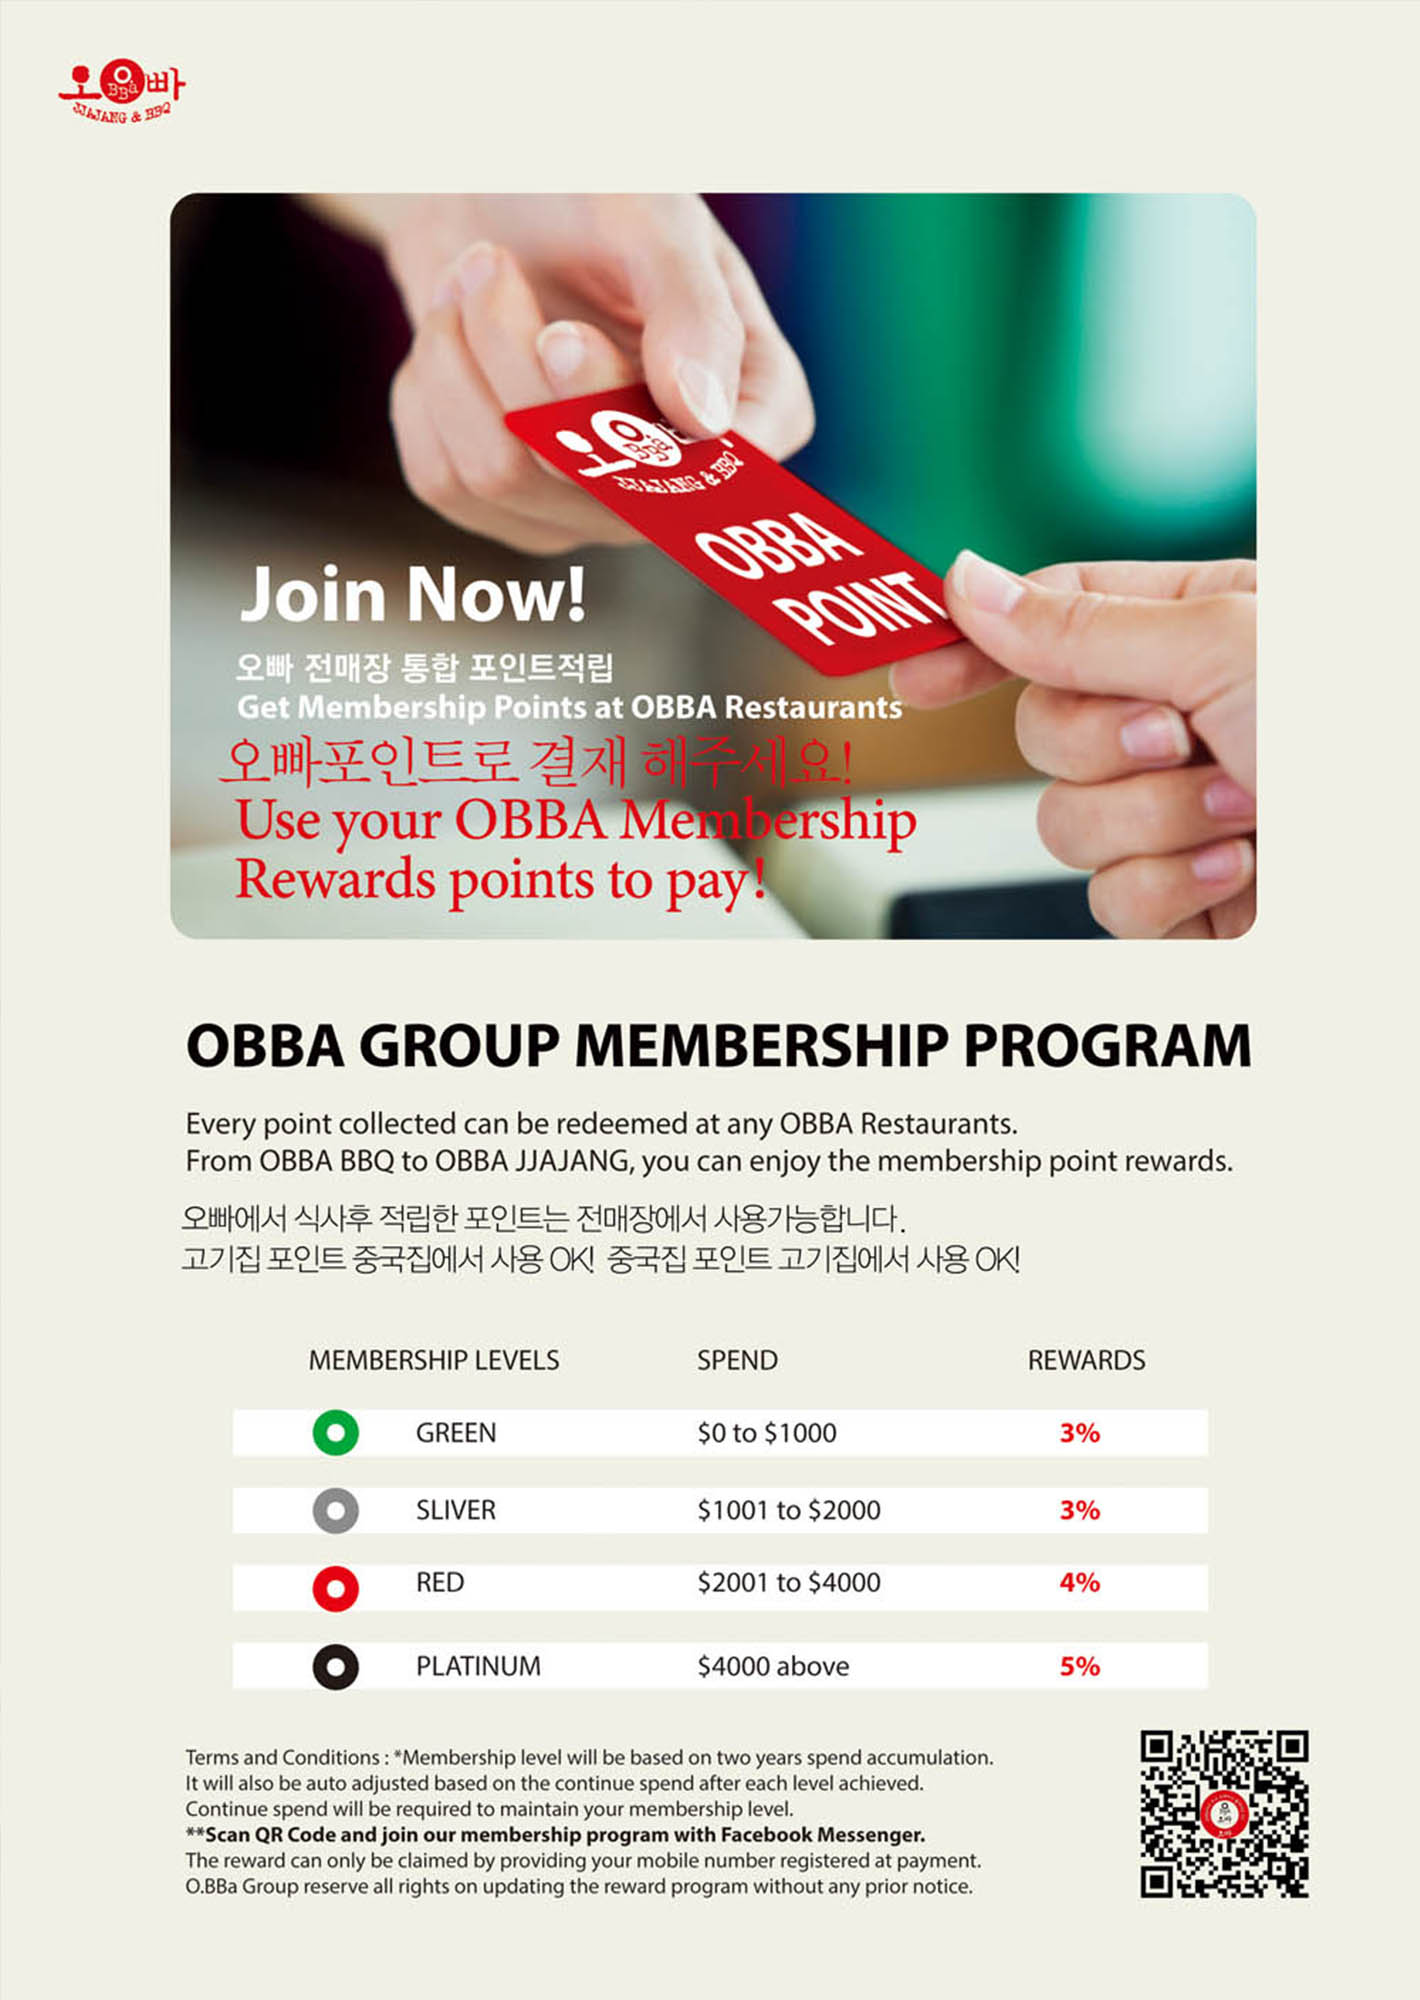 오빠
O BBa
JJAJANG & BBQ
오 BBa
JJAJANG & BBQ
OBBA
POINT
Join Now!
오빠 전매장 통합 포인트적립
Get Membership Points at OBBA Restaurants
오빠포인트로 결재 해주세요!
Use your OBBA Membership
Rewards points to pay!
OBBA GROUP MEMBERSHIP PROGRAM
Every point collected can be redeemed at any OBBA Restaurants.
From OBBA BBQ to OBBA JJAJANG, you can enjoy the membership point rewards.
오빠에서 식사후 적립한 포인트는 전매장에서 사용가능합니다.
고기집 포인트 중국집에서 사용 OK! 중국집 포인트 고기집에서 사용 OK!
MEMBERSHIP LEVELS SPEND REWARDS
GREEN $0 to $1000 3%
SLIVER $1001 to $2000 3%
RED $2001 to $4000 4%
PLATINUM $4000 above 5%
Terms and Conditions : *Membership level will be based on two years spend accumulation.
It will also be auto adjusted based on the continue spend after each level achieved.
Continue spend will be required to maintain your membership level.
**Scan QR Code and join our membership program with Facebook Messenger.
The reward can only be claimed by providing your mobile number registered at payment.
O.BBa Group reserve all rights on updating the reward program without any prior notice.